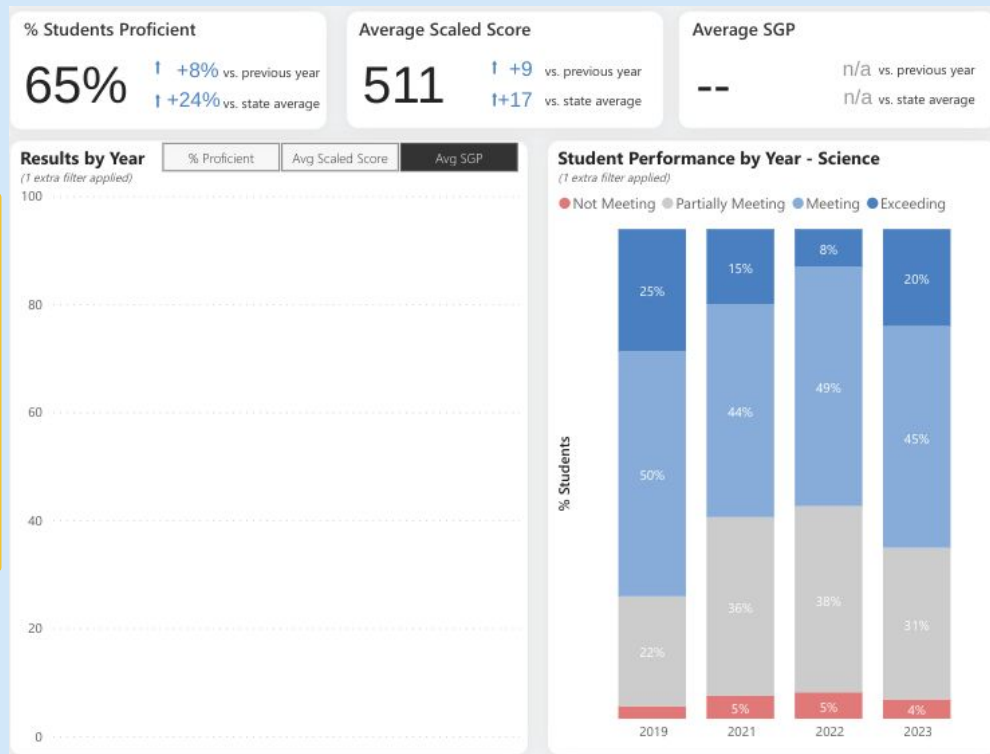 % Students Proficient
65%
+8% vs. previous year
+24% vs. state average
Average Scaled Score
511
+9 vs. previous year
+17 vs. state average
Average SGP
--
n/a vs. previous year
n/a vs. state average
Results by Year
% Proficient
Avg Scaled Score
Avg SGP
(1 extra filter applied)
100
80
60
40
20
0
Student Performance by Year - Science
(1 extra filter applied)
Not Meeting Partially Meeting Meeting Exceeding
% Students
25%
50%
22%
2019
15%
44%
36%
5%
2021
8%
49%
38%
5%
2022
20%
45%
31%
4%
2023